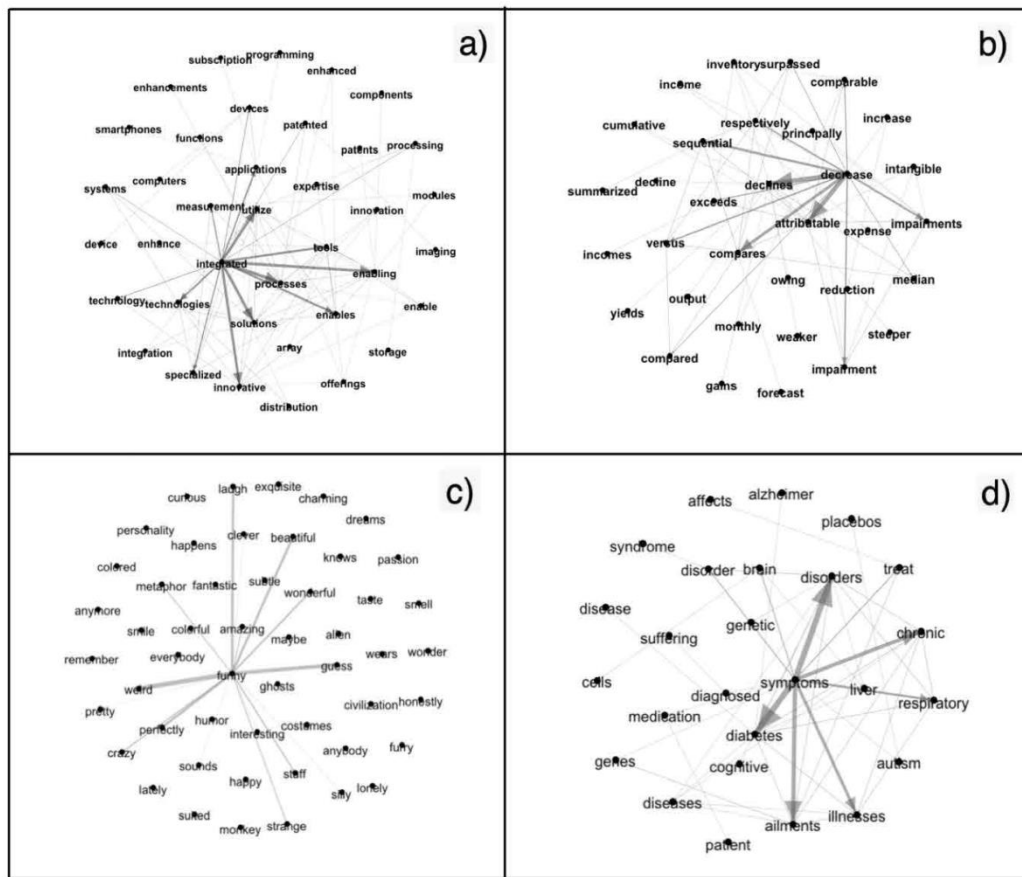 a)
subscription programming
enhanced
enhancements
components
devices
smartphones
functions
patented
patents processing
applications
systems
computers
expertise
modules
measurement
utilize
innovation
device
enhance
tools
imaging
integrated
enabling
processes
technology
technologies
enables
enable
solutions
integration
array
storage
specialized
innovative
offerings
distribution
b)
inventory surpassed
income
comparable
cumulative
respectively
principally
increase
sequential
intangible
summarized
decline
declines
decrease
exceeds
attributable
expense
impairments
incomes
versus
compares
owing
median
yields
output
reduction
monthly
weaker
steeper
compared
impairment
gains
forecast
c)
curious
laugh
exquisite
charming
personality
happens
clever
beautiful
dreams
colored
knows
passion
metaphor
fantastic
subtle
wonderful
taste
smell
anymore
smile
colorful
amazing
maybe
alien
remember
everybody
funny
guess
wears
wonder
weird
ghosts
pretty
perfectly
humor
interesting
costumes
civilization
honestly
crazy
anybody
furry
sounds
happy
staff
lately
silly
lonely
suited
monkey
strange
d)
affects
alzheimer
placebos
syndrome
disorder
brain
disorders
treat
disease
suffering
genetic
chronic
cells
symptoms
diagnosed
liver
respiratory
medication
diabetes
genes
cognitive
autism
diseases
ailments
illnesses
patient